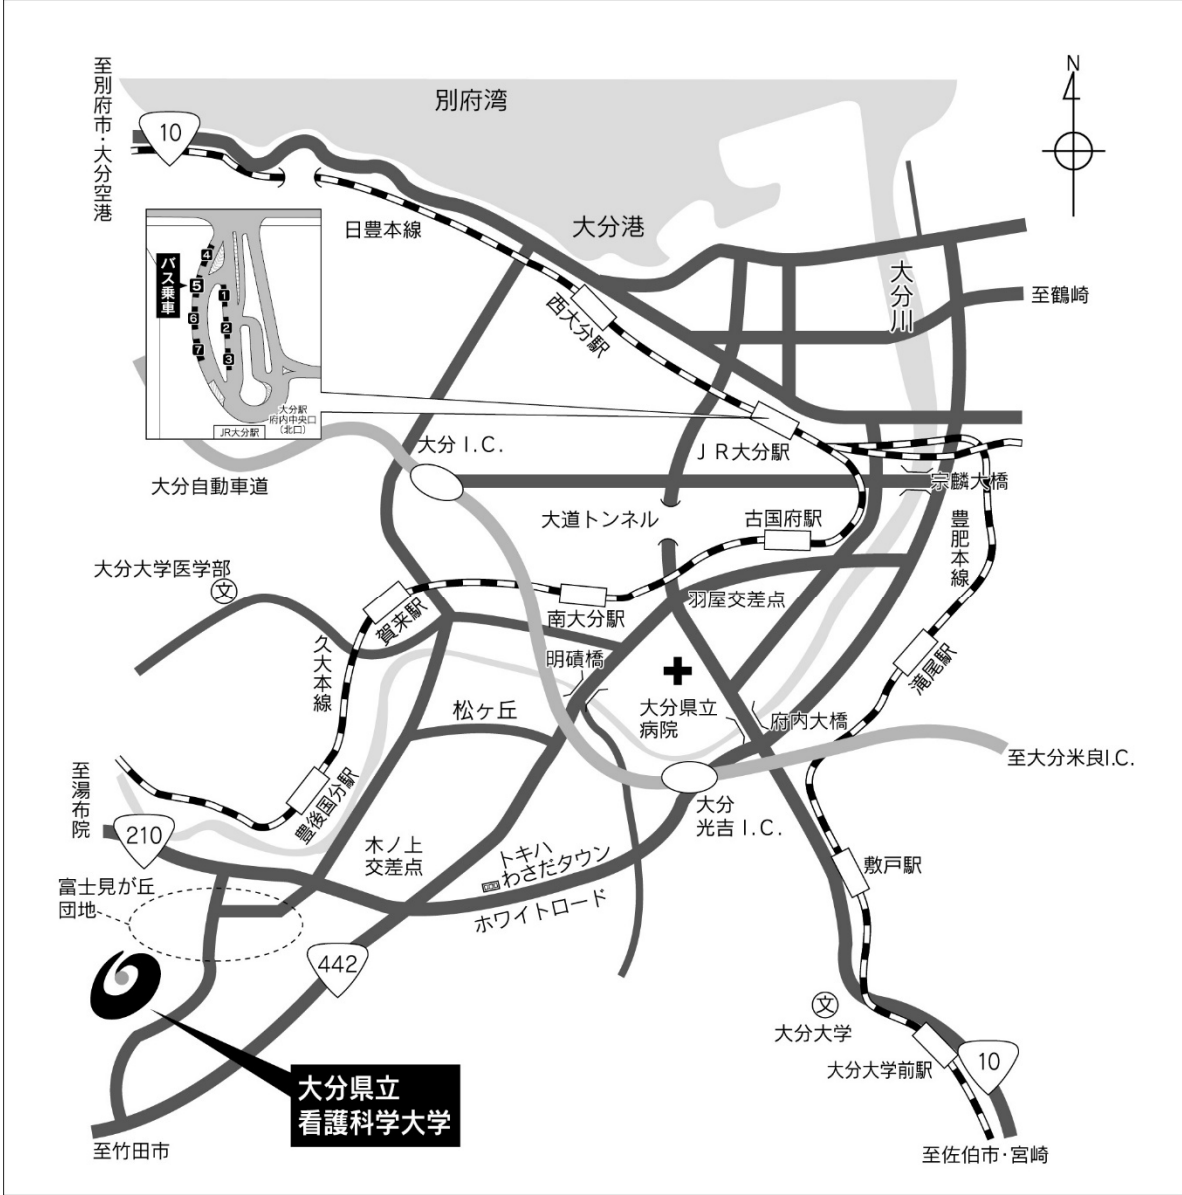 N
至別府市・大分空港
別府湾
10
日豊本線
大分港
大分川
至鶴崎
バス乗車
4
5
1
6
2
7
3
大分駅
府内中央口
(北口)
JR大分駅
西大分駅
大分I.C.
JR大分駅
大分自動車道
宗麟大橋
大道トンネル
古国府駅
豊肥本線
大分大学医学部
文
賀来駅
南大分駅
羽屋交差点
久大本線
明磧橋
滝尾駅
松ヶ丘
大分県立
病院
府内大橋
至大分米良I.C.
至湯布院
豊後国分駅
大分
光吉I.C.
210
木ノ上
交差点
トキハ
わさだタウン
敷戸駅
富士見が丘
団地
ホワイトロード
442
文
大分大学
大分大学前駅
10
大分県立
看護科学大学
至竹田市
至佐伯市・宮崎